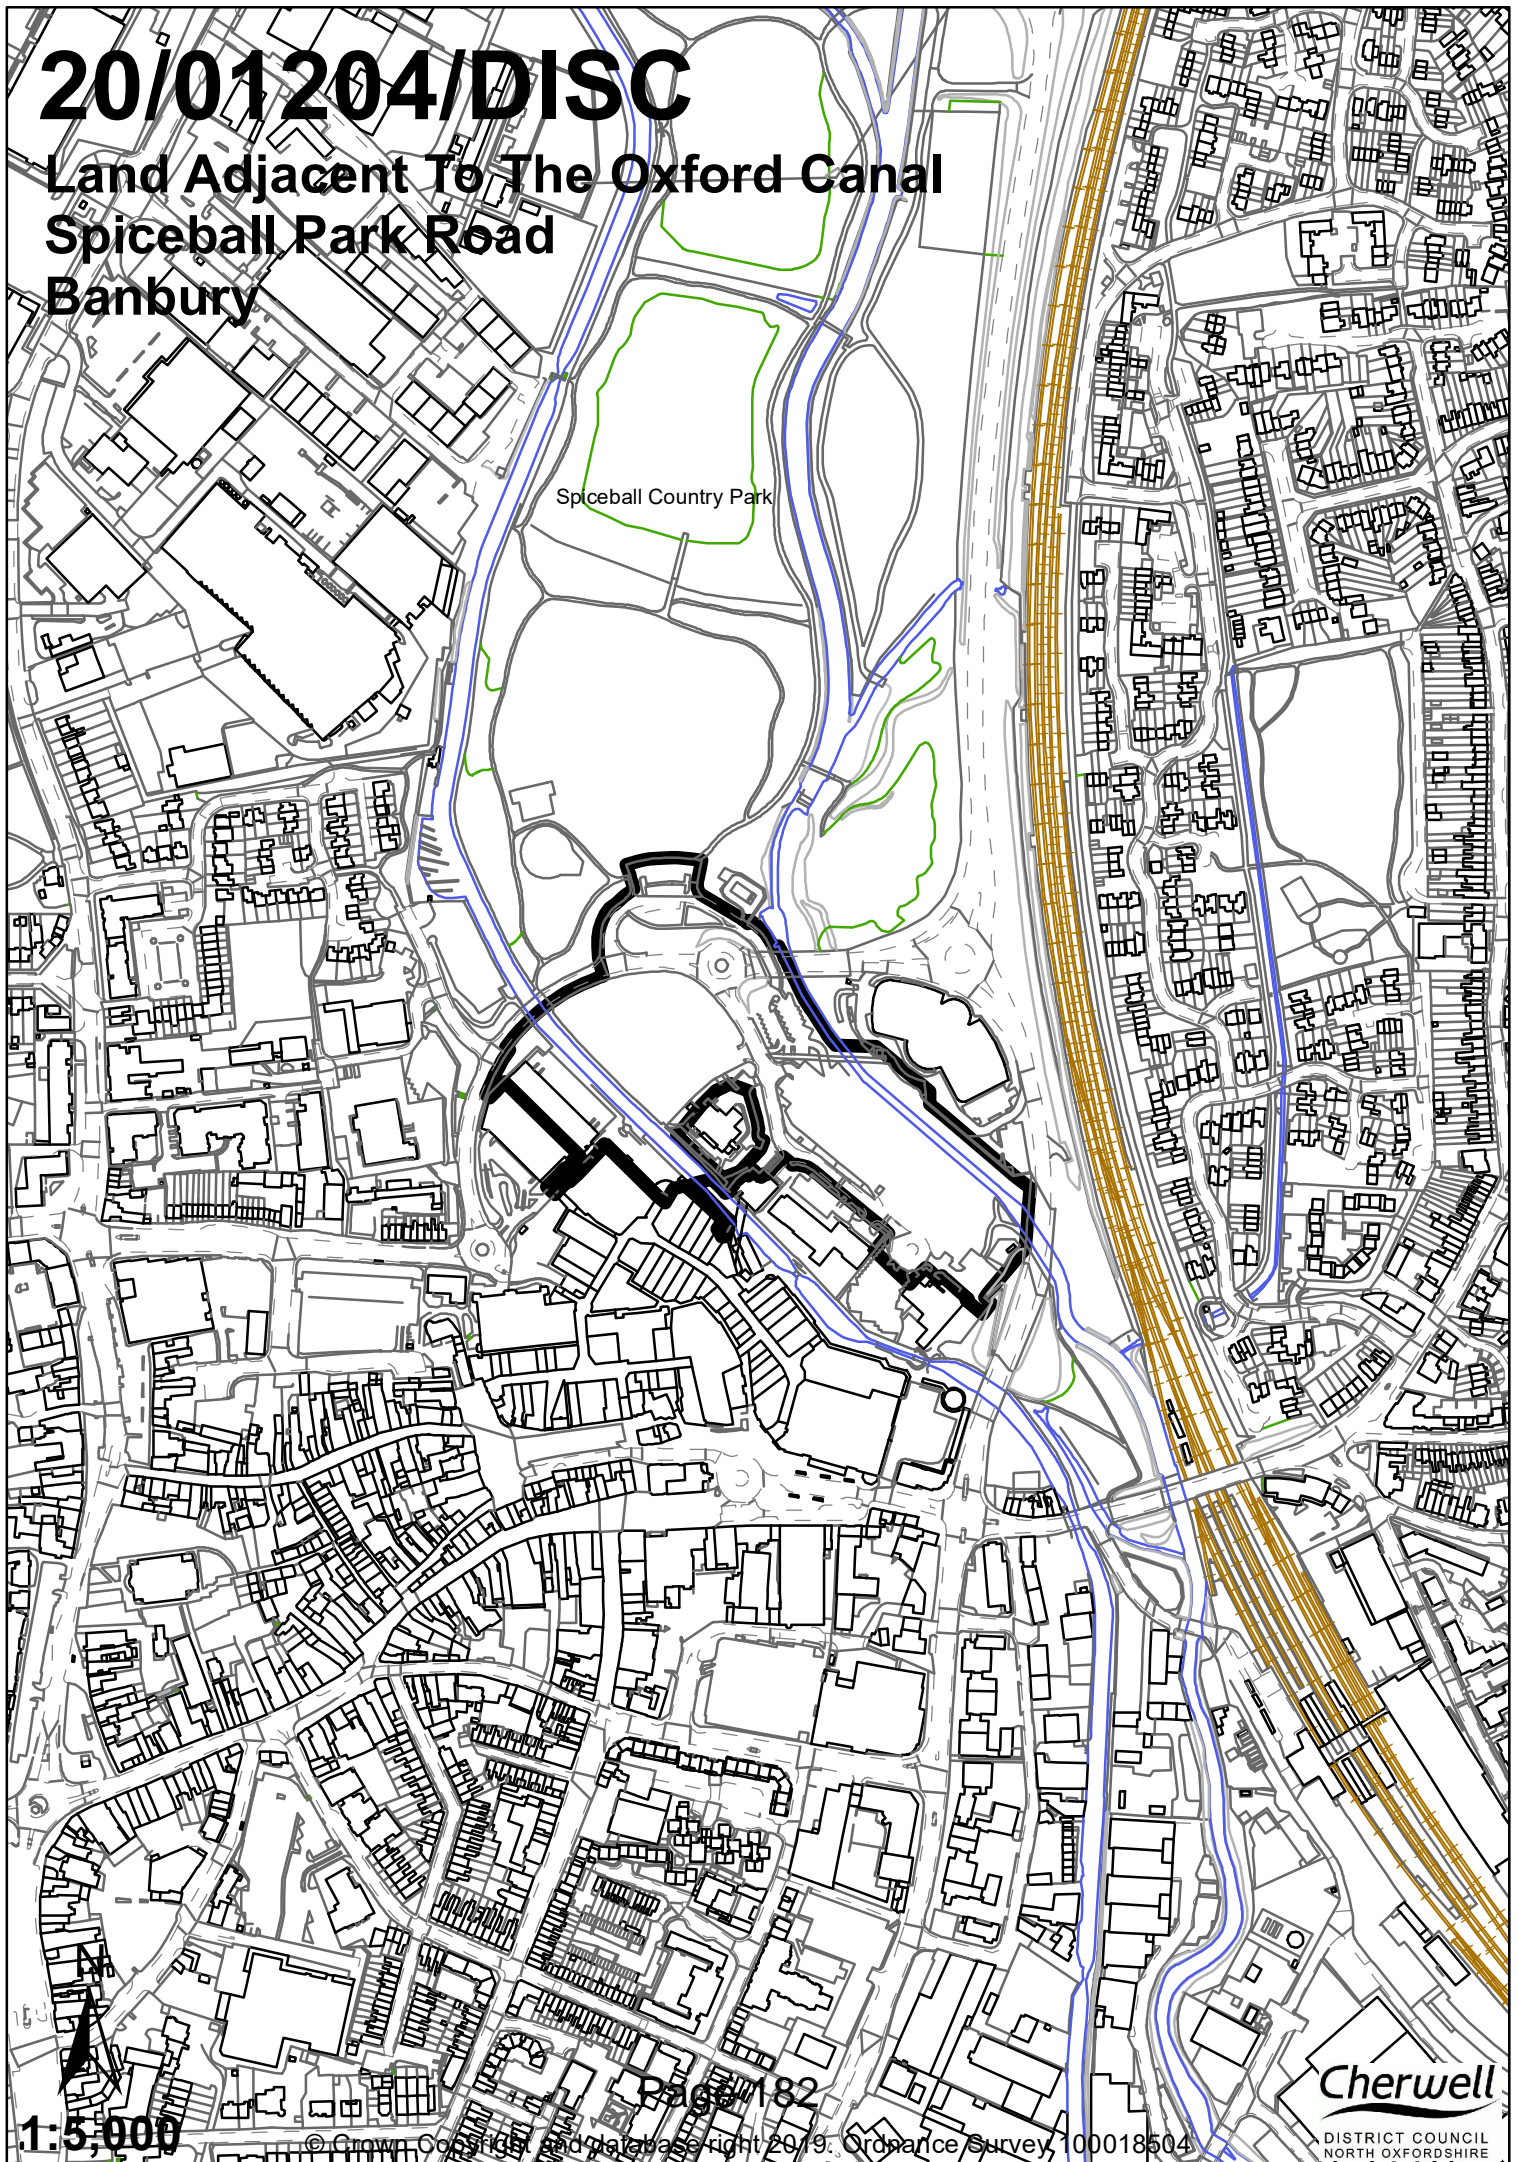 20/01204/DISC
Land Adjacent To The Oxford Canal
Spiceball Park Road
Banbury
Spiceball Country Park
N
1:5,000
Page 182
© Crown Copyright and database right 2019. Ordnance Survey 100018504
Cherwell
DISTRICT COUNCIL
NORTH OXFORDSHIRE